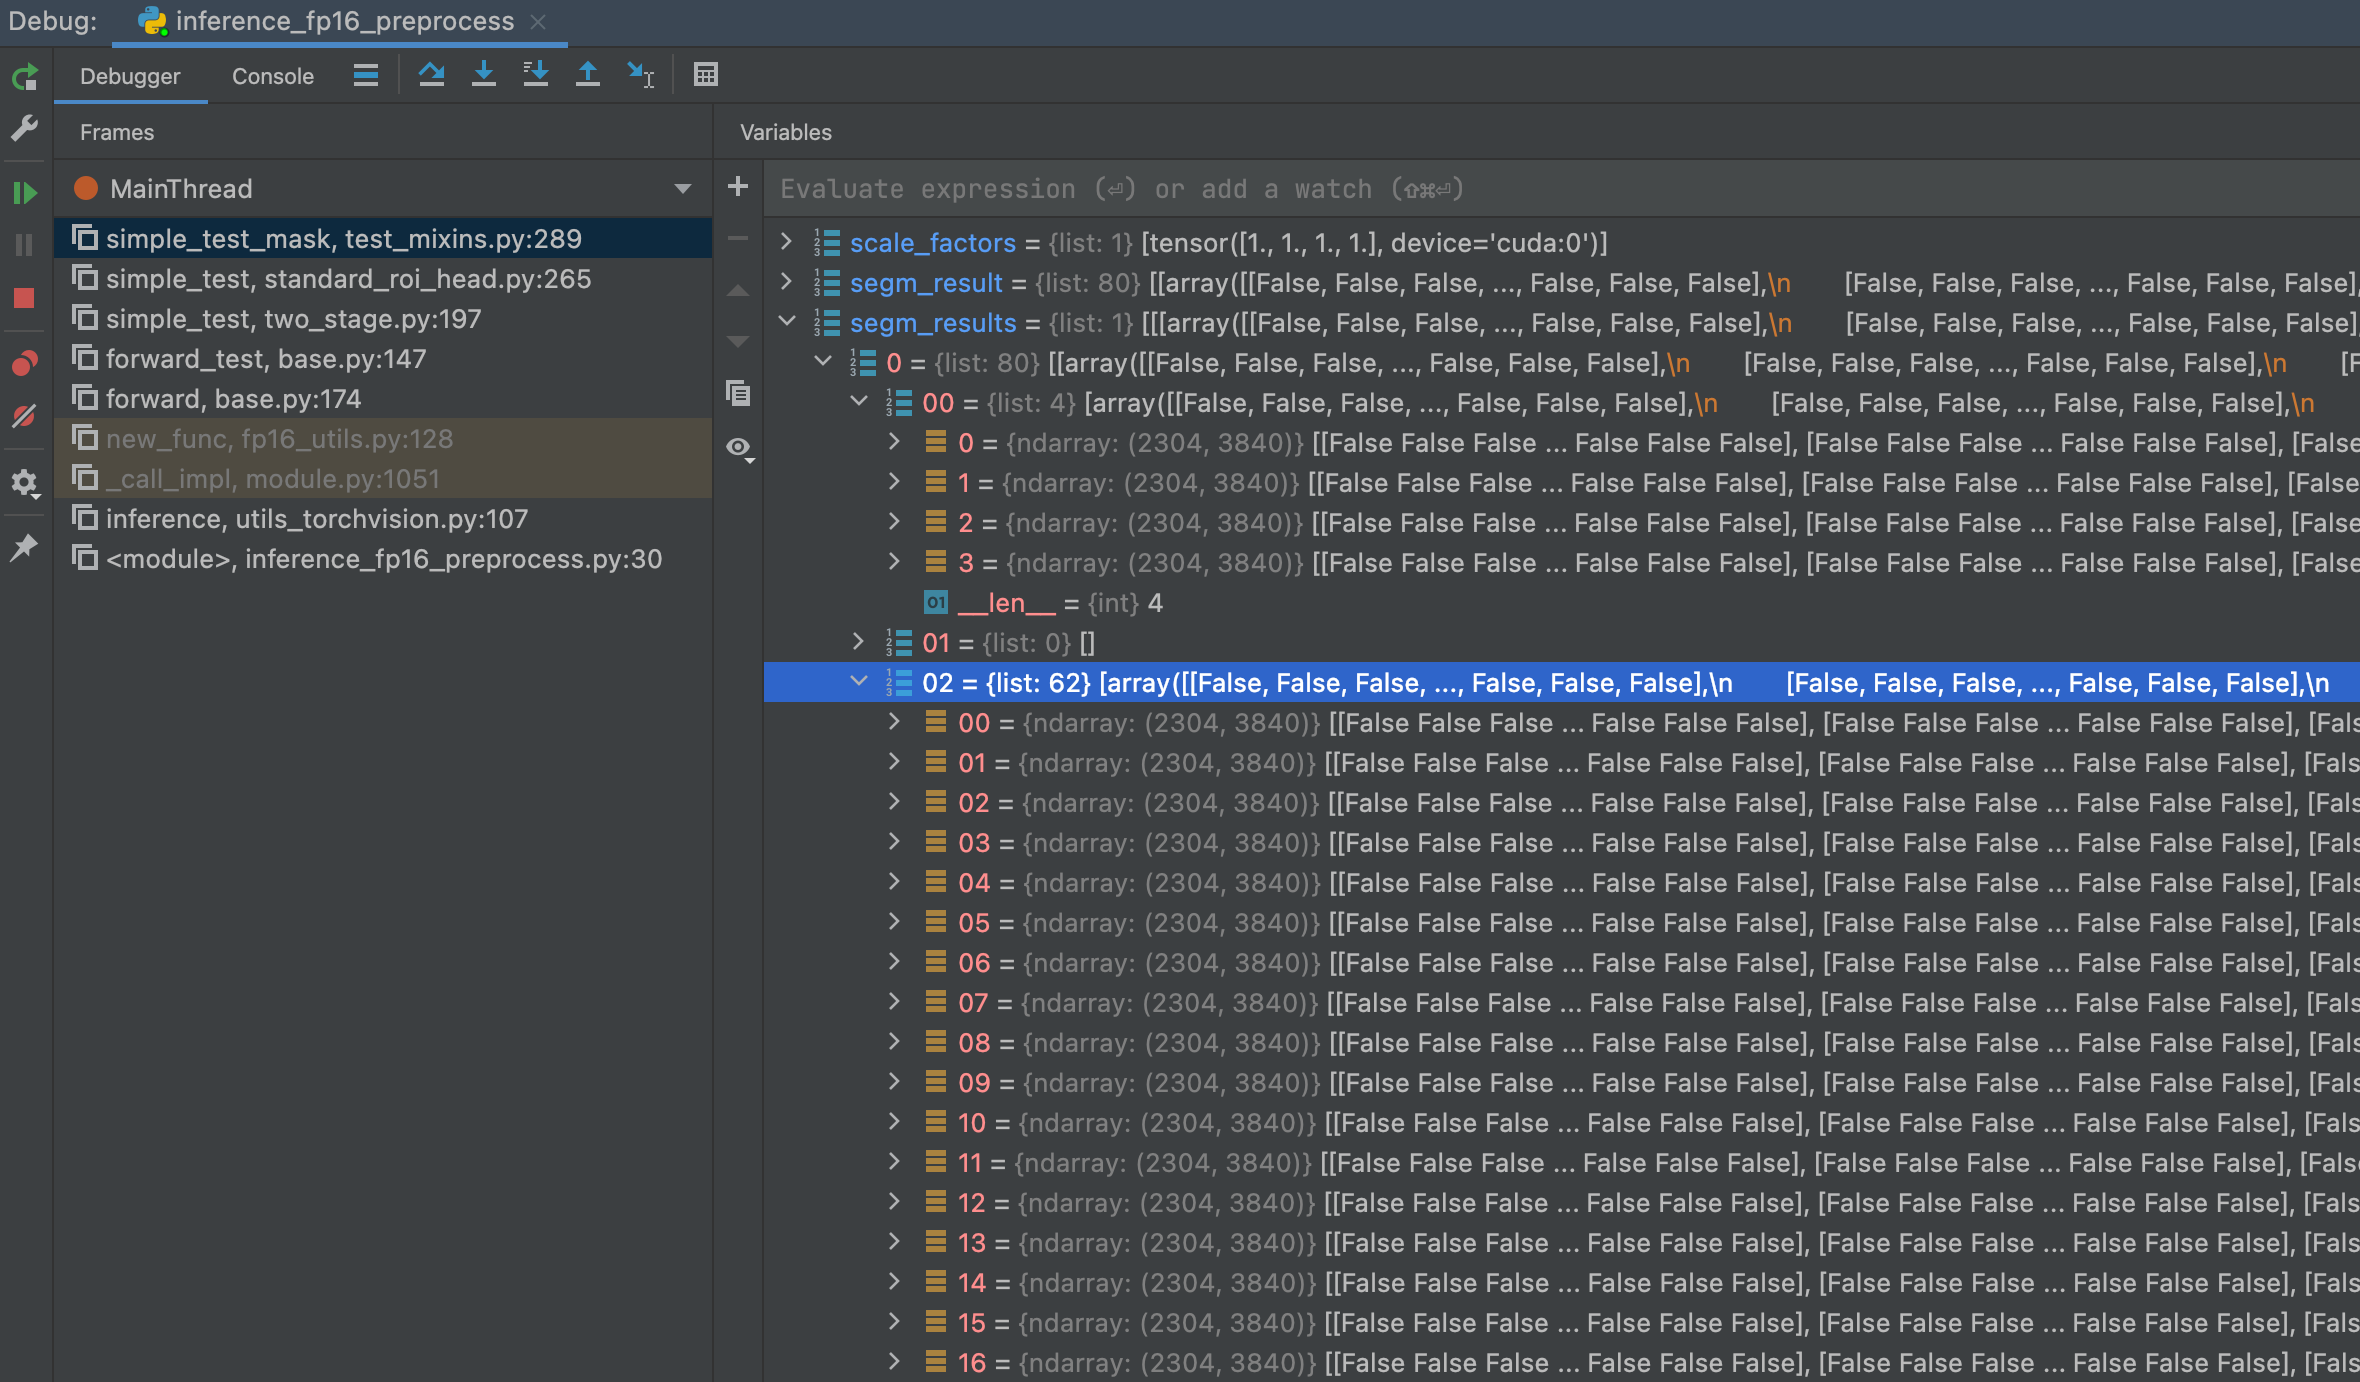 Debug: inference_fp16_preprocess
Debugger Console
Frames
Variables
MainThread
Evaluate expression (⏎) or add a watch (⇧⌘⏎)
simple_test_mask, test_mixins.py:289
simple_test, standard_roi_head.py:265
simple_test, two_stage.py:197
forward_test, base.py:147
forward, base.py:174
new_func, fp16_utils.py:128
_call_impl, module.py:1051
inference, utils_torchvision.py:107
<module>, inference_fp16_preprocess.py:30
scale_factors = {list: 1} [tensor([1., 1., 1., 1.], device='cuda:0')]
segm_result = {list: 80} [[array([[False, False, False, ..., False, False, False],\n [False, False, False, ..., False, False, False],
segm_results = {list: 1} [[[array([[False, False, False, ..., False, False, False],\n [False, False, False, ..., False, False, False],
0 = {list: 80} [[array([[False, False, False, ..., False, False, False],\n [False, False, False, ..., False, False, False],\n [F
00 = {list: 4} [array([[False, False, False, ..., False, False, False],\n [False, False, False, ..., False, False, False],\n
0 = {ndarray: (2304, 3840)} [[False False False ... False False False], [False False False ... False False False], [False
1 = {ndarray: (2304, 3840)} [[False False False ... False False False], [False False False ... False False False], [False
2 = {ndarray: (2304, 3840)} [[False False False ... False False False], [False False False ... False False False], [False
3 = {ndarray: (2304, 3840)} [[False False False ... False False False], [False False False ... False False False], [False
01 __len__ = {int} 4
01 = {list: 0} []
02 = {list: 62} [array([[False, False, False, ..., False, False, False],\n [False, False, False, ..., False, False, False],\n
00 = {ndarray: (2304, 3840)} [[False False False ... False False False], [False False False ... False False False], [Fals
01 = {ndarray: (2304, 3840)} [[False False False ... False False False], [False False False ... False False False], [Fals
02 = {ndarray: (2304, 3840)} [[False False False ... False False False], [False False False ... False False False], [Fals
03 = {ndarray: (2304, 3840)} [[False False False ... False False False], [False False False ... False False False], [Fals
04 = {ndarray: (2304, 3840)} [[False False False ... False False False], [False False False ... False False False], [Fals
05 = {ndarray: (2304, 3840)} [[False False False ... False False False], [False False False ... False False False], [Fals
06 = {ndarray: (2304, 3840)} [[False False False ... False False False], [False False False ... False False False], [Fals
07 = {ndarray: (2304, 3840)} [[False False False ... False False False], [False False False ... False False False], [Fals
08 = {ndarray: (2304, 3840)} [[False False False ... False False False], [False False False ... False False False], [Fals
09 = {ndarray: (2304, 3840)} [[False False False ... False False False], [False False False ... False False False], [Fals
10 = {ndarray: (2304, 3840)} [[False False False ... False False False], [False False False ... False False False], [Fals
11 = {ndarray: (2304, 3840)} [[False False False ... False False False], [False False False ... False False False], [False
12 = {ndarray: (2304, 3840)} [[False False False ... False False False], [False False False ... False False False], [Fals
13 = {ndarray: (2304, 3840)} [[False False False ... False False False], [False False False ... False False False], [Fals
14 = {ndarray: (2304, 3840)} [[False False False ... False False False], [False False False ... False False False], [Fals
15 = {ndarray: (2304, 3840)} [[False False False ... False False False], [False False False ... False False False], [Fals
16 = {ndarray: (2304, 3840)} [[False False False ... False False False], [False False False ... False False False], [Fals